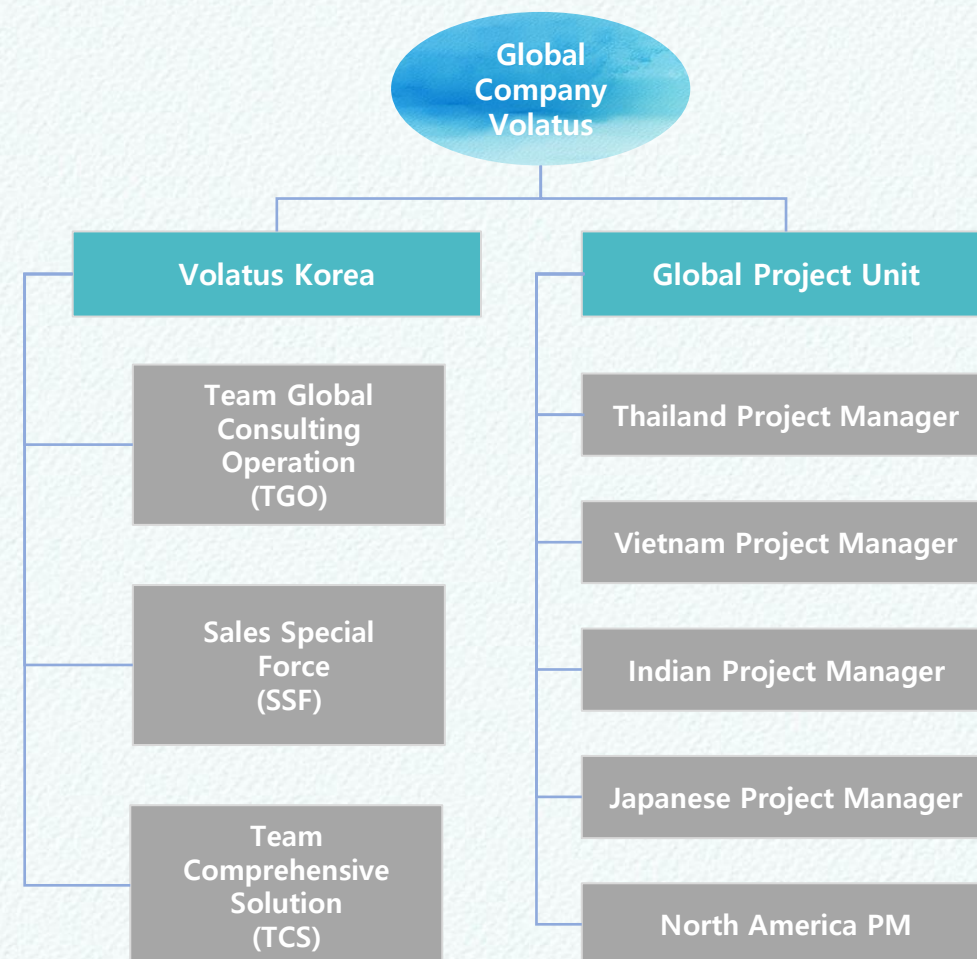 Global
Company
Volatus
Volatus Korea
Global Project Unit
Team Global
Consulting
Operation
(TGO)
Sales Special
Force
(SSF)
Team
Comprehensive
Solution
(TCS)
Thailand Project Manager
Vietnam Project Manager
Indian Project Manager
Japanese Project Manager
North America PM